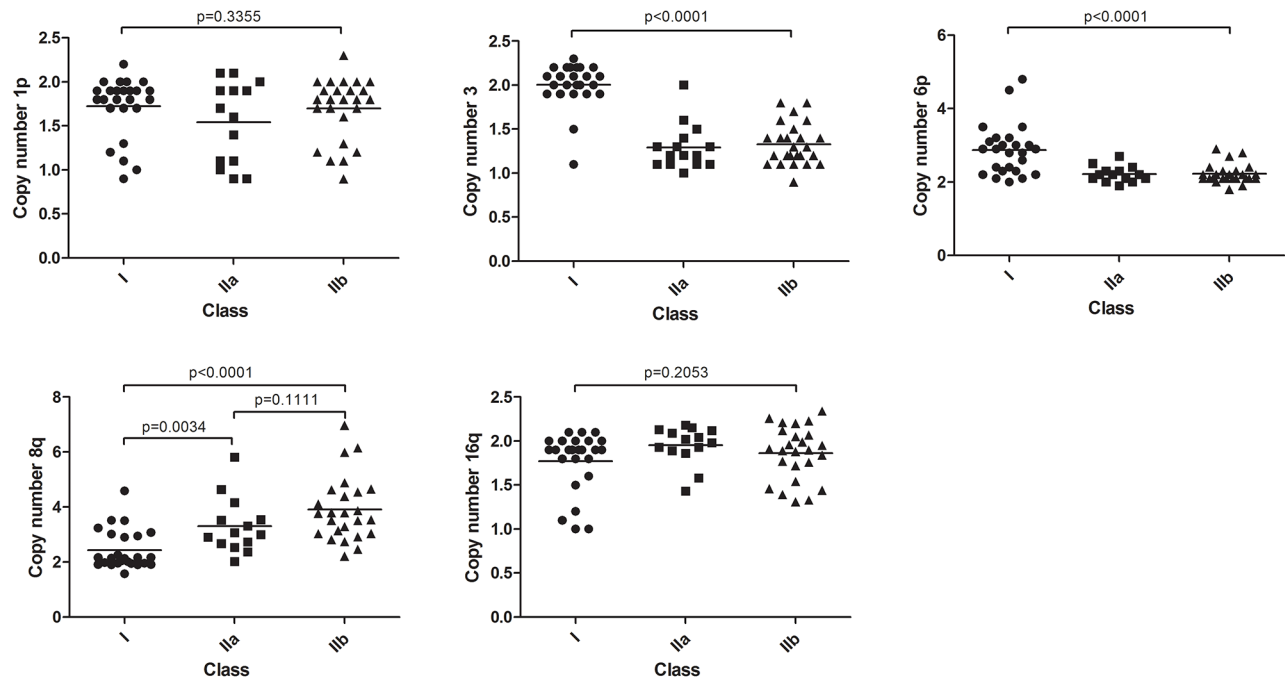 p=0.3355
Copy number 1p
2.5
2.0
1.5
1.0
0.5
0.0
I
IIa
IIb
Class
p<0.0001
Copy number 3
2.5
2.0
1.5
1.0
0.5
0.0
I
IIa
IIb
Class
p<0.0001
Copy number 6p
6
4
2
0
I
IIa
IIb
Class
p<0.0001
p=0.1111
p=0.0034
Copy number 8q
8
6
4
2
0
I
IIa
IIb
Class
p=0.2053
Copy number 16q
2.5
2.0
1.5
1.0
0.5
0.0
I
IIa
IIb
Class